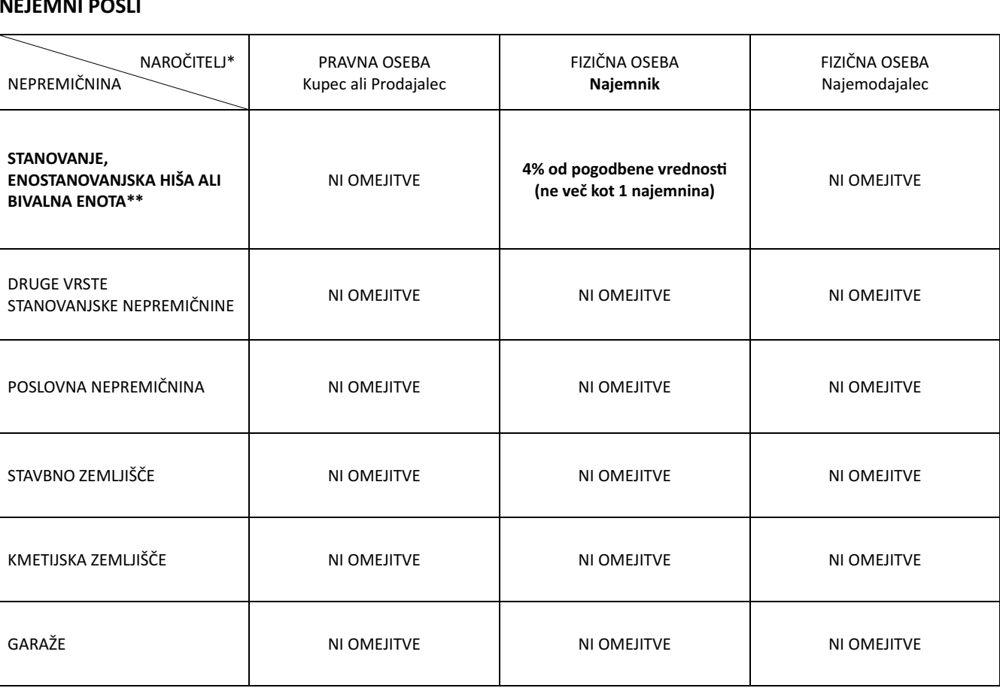 NEJEMNI POSLI
NAROČITELJ*
NEPREMIČNINA
PRAVNA OSEBA
Kupec ali Prodajalec
FIZIČNA OSEBA
Najemnik
FIZIČNA OSEBA
Najemodajalec
STANOVANJE,
ENOSTANOVANJSKA HIŠA ALI
BIVALNA ENOTA**
NI OMEJITVE
4% od pogodbene vrednosti
(ne več kot 1 najemnina)
NI OMEJITVE
DRUGE VRSTE
STANOVANJSKE NEPREMIČNINE
NI OMEJITVE
NI OMEJITVE
NI OMEJITVE
POSLOVNA NEPREMIČNINA
NI OMEJITVE
NI OMEJITVE
NI OMEJITVE
STAVBNO ZEMLJIŠČE
NI OMEJITVE
NI OMEJITVE
NI OMEJITVE
KMETIJSKA ZEMLJIŠČE
NI OMEJITVE
NI OMEJITVE
NI OMEJITVE
GARAŽE
NI OMEJITVE
NI OMEJITVE
NI OMEJITVE